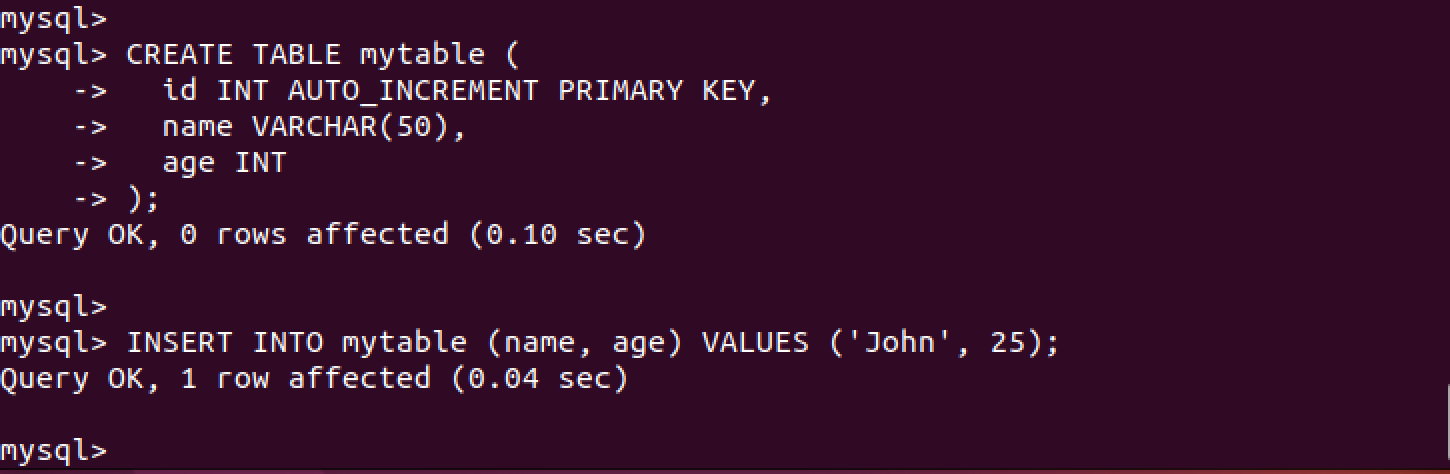 mysql>
mysql> CREATE TABLE mytable (
    ->   id INT AUTO_INCREMENT PRIMARY KEY,
    ->   name VARCHAR(50),
    ->   age INT
    -> );
Query OK, 0 rows affected (0.10 sec)

mysql>
mysql> INSERT INTO mytable (name, age) VALUES ('John', 25);
Query OK, 1 row affected (0.04 sec)

mysql>